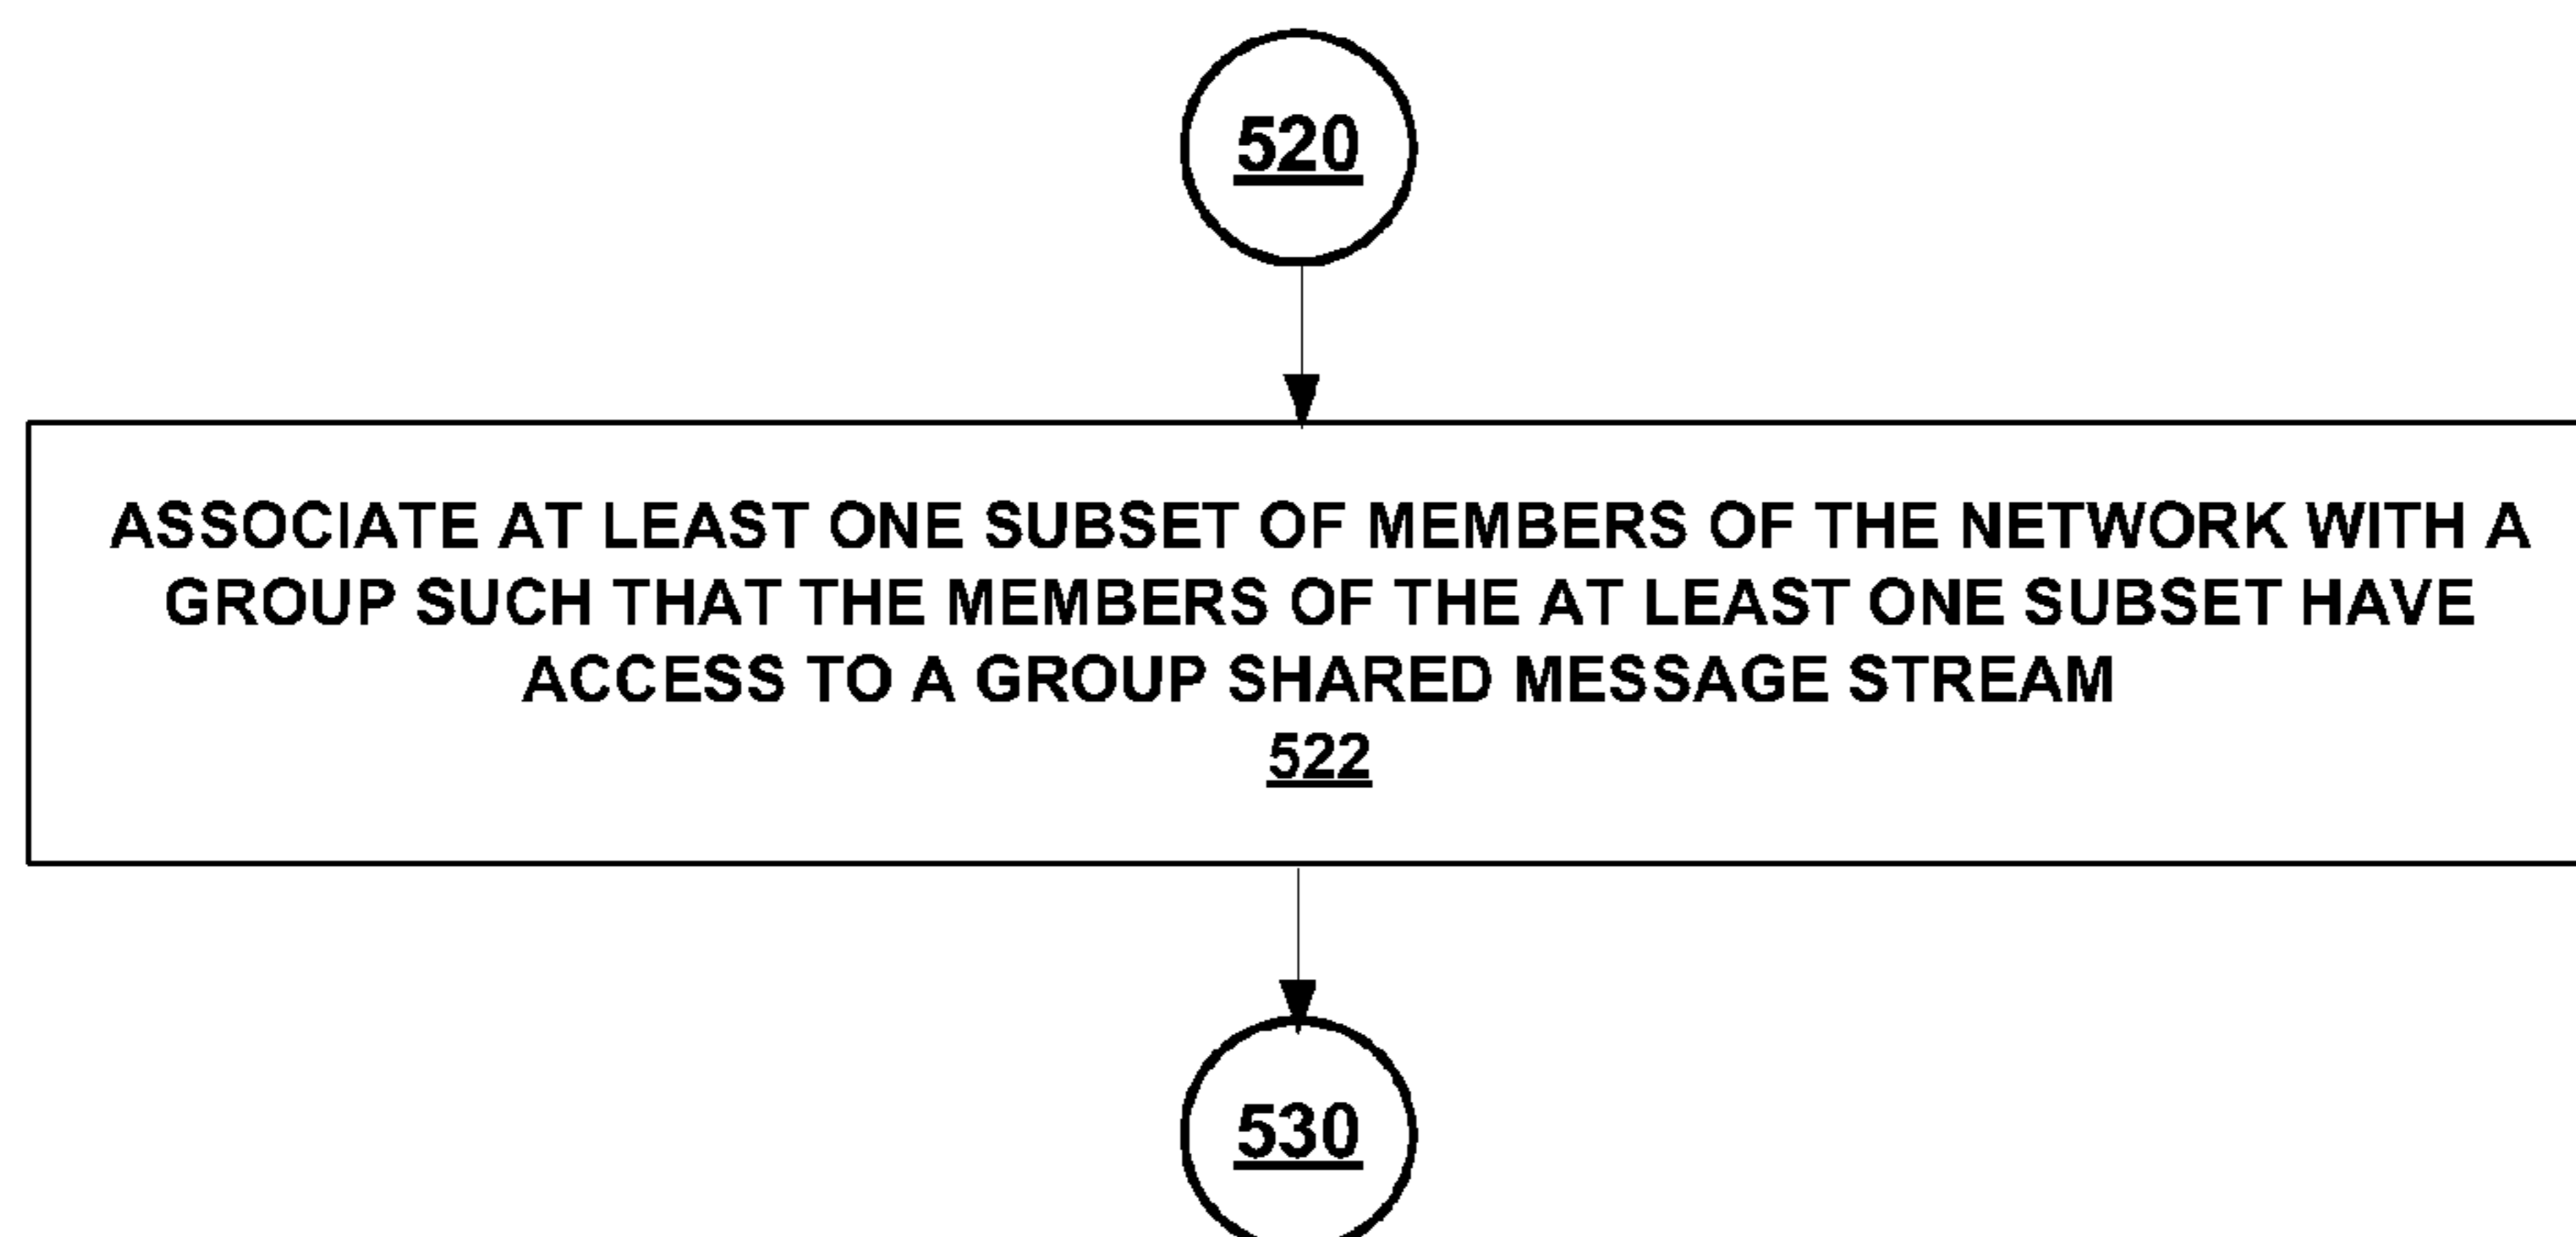 520
ASSOCIATE AT LEAST ONE SUBSET OF MEMBERS OF THE NETWORK WITH A
GROUP SUCH THAT THE MEMBERS OF THE AT LEAST ONE SUBSET HAVE
ACCESS TO A GROUP SHARED MESSAGE STREAM
522
530